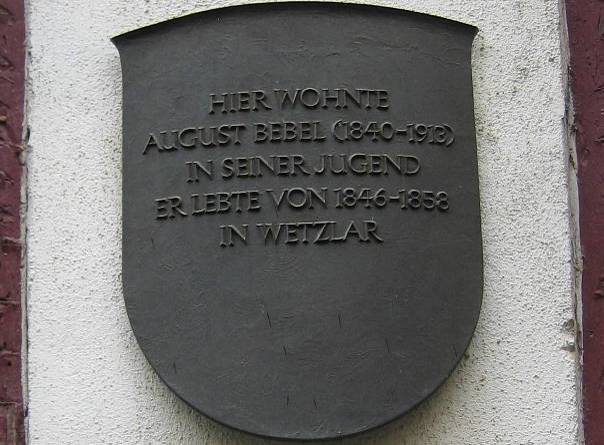 HIER WOHNTE
AUGUST BEBEL (1840-1913)
IN SEINER JUGEND
ER LEBTE VON 1846-1858
IN WETZLAR